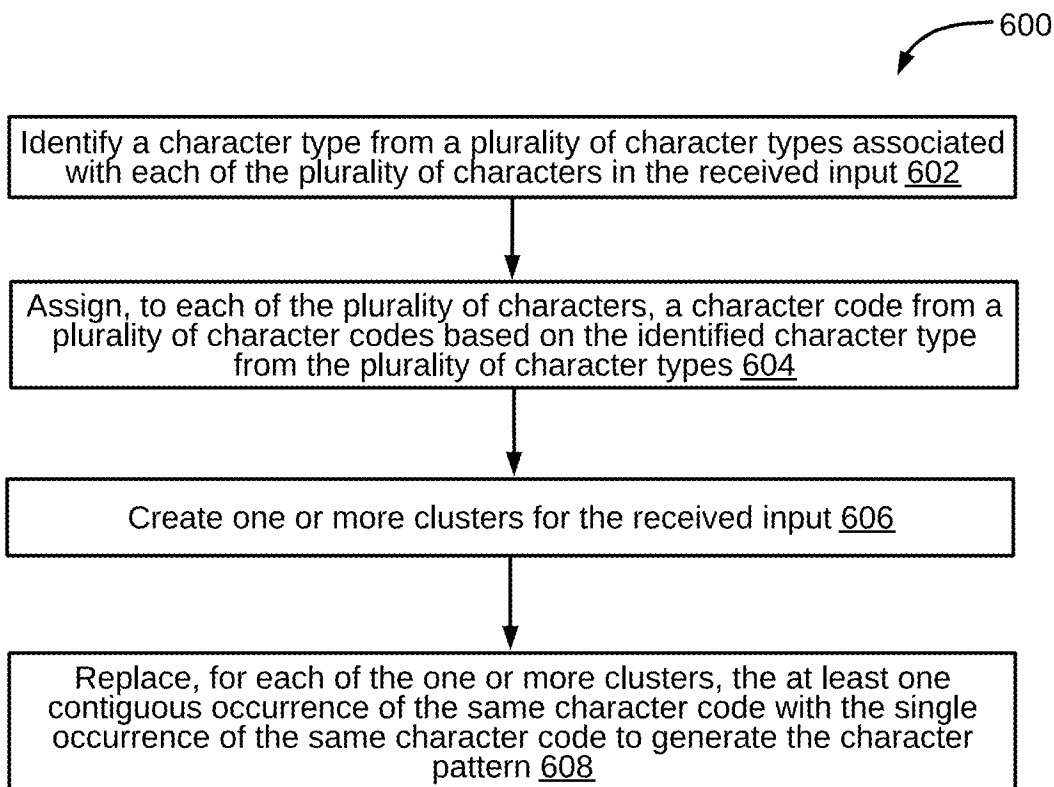 600
Identify a character type from a plurality of character types associated
with each of the plurality of characters in the received input 602
Assign, to each of the plurality of characters, a character code from a
plurality of character codes based on the identified character type
from the plurality of character types 604
Create one or more clusters for the received input 606
Replace, for each of the one or more clusters, the at least one
contiguous occurrence of the same character code with the single
occurrence of the same character code to generate the character
pattern 608